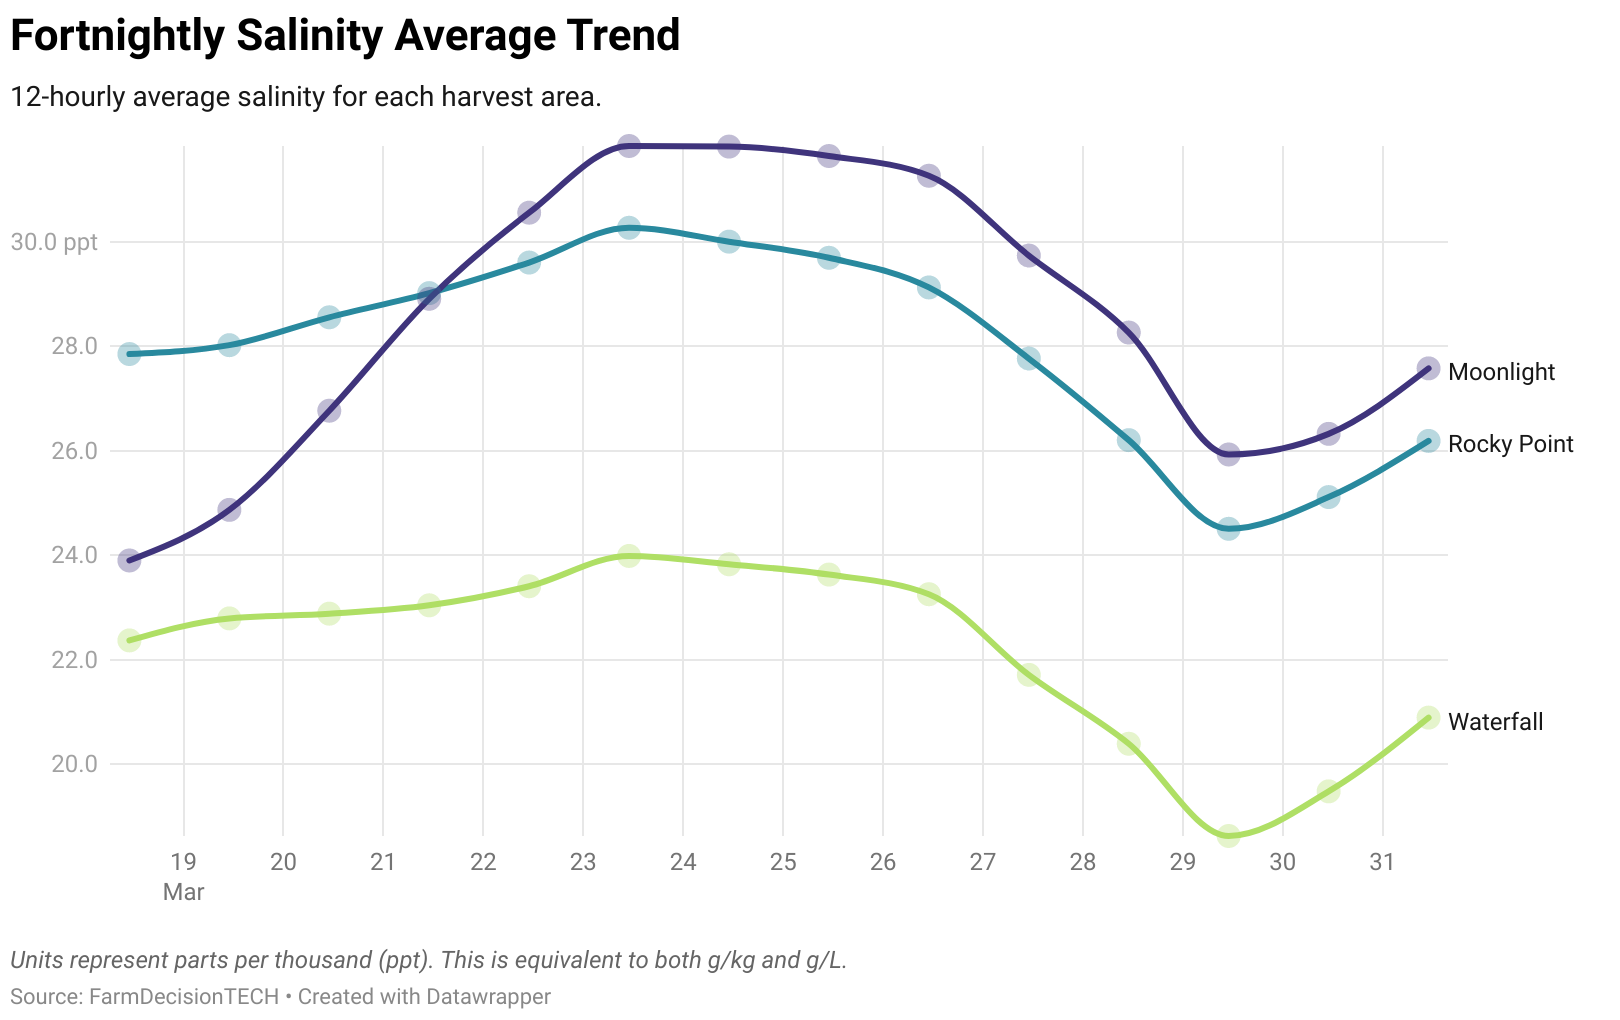 Fortnightly Salinity Average Trend
12-hourly average salinity for each harvest area.
30.0 ppt
28.0
26.0
24.0
22.0
20.0
Moonlight
Rocky Point
Waterfall
19 20 21 22 23 24 25 26 27 28 29 30 31
Mar
Units represent parts per thousand (ppt). This is equivalent to both g/kg and g/L.
Source: FarmDecisionTECH • Created with Datawrapper